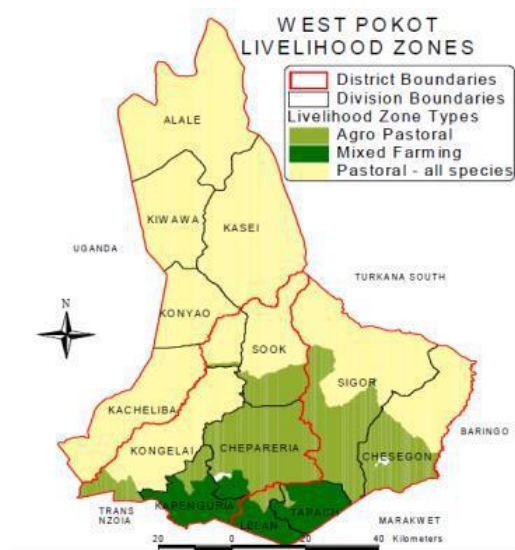 WEST POKOT
LIVELIHOOD ZONES
District Boundaries
Division Boundaries
Livelihood Zone Types
Agro Pastoral
Mixed Farming
Pastoral - all species
ALALE
KIWAWA
KASEI
UGANDA
TURKANA SOUTH
N
KONYAO
SOOK
SIGOR
KACHELIBA
BARINGO
KONGELAI
CHEPARERIA
CHESEGON
KAPENGURIA
TRANS
NZOIA
LELAN
TAPACH
MARAKWET
20 0 20 40 Kilometers